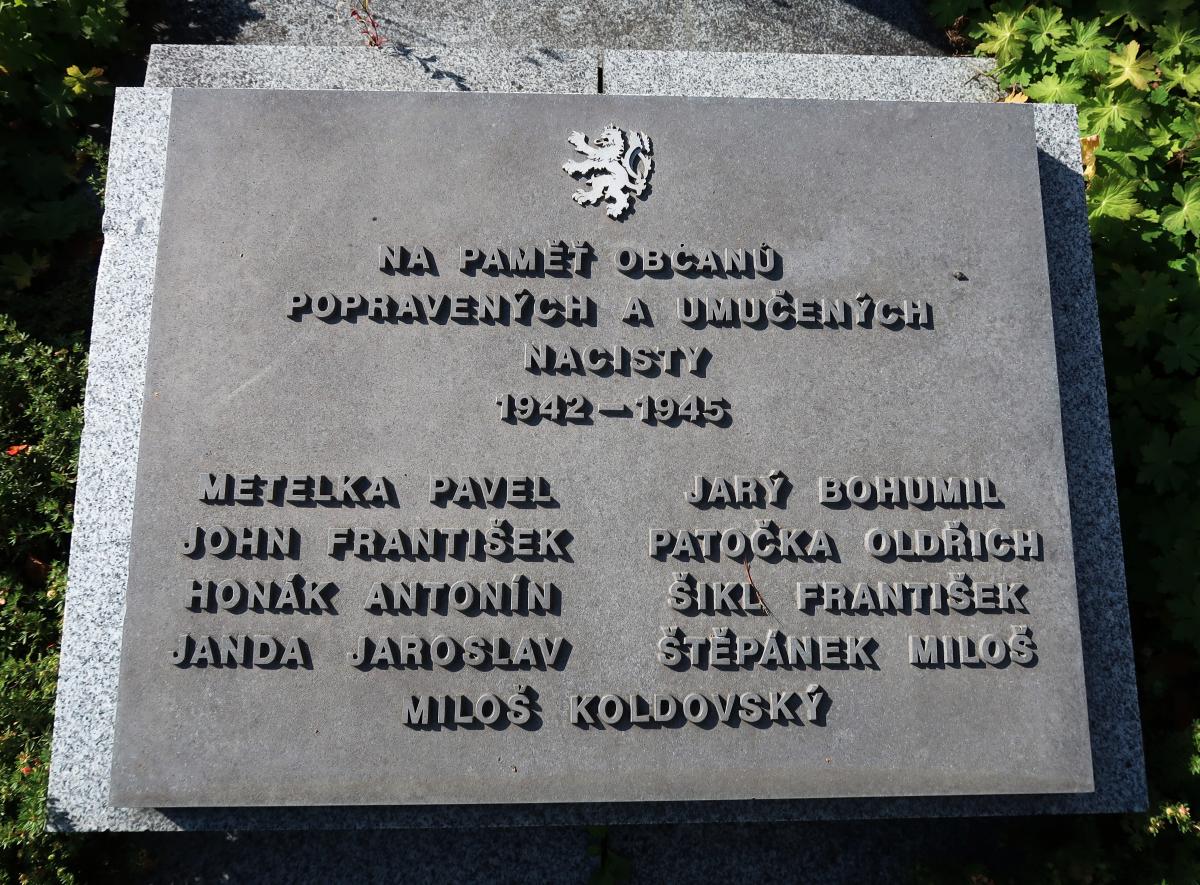 NA PAMĚŤ OBČANŮ
POPRAVENÝCH A UMUČENÝCH
NACISTY
1942 – 1945
METELKA PAVEL JARÝ BOHUMIL
JOHN FRANTIŠEK PATOČKA OLDŘICH
HONÁK ANTONÍN ŠIKL FRANTIŠEK
JANDA JAROSLAV ŠTĚPÁNEK MILOŠ
MILOŠ KOLDOVSKÝ